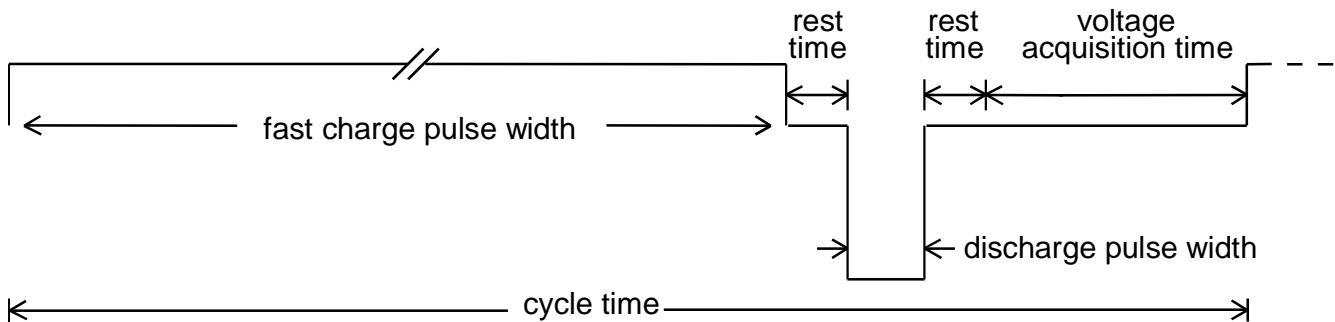 rest
time
rest
time
voltage
acquisition time
fast charge pulse width
discharge pulse width
cycle time